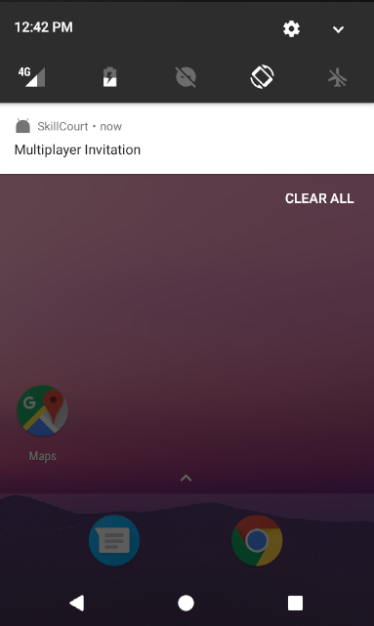 12:42 PM
4G
SkillCourt • now
Multiplayer Invitation
CLEAR ALL
G
Maps